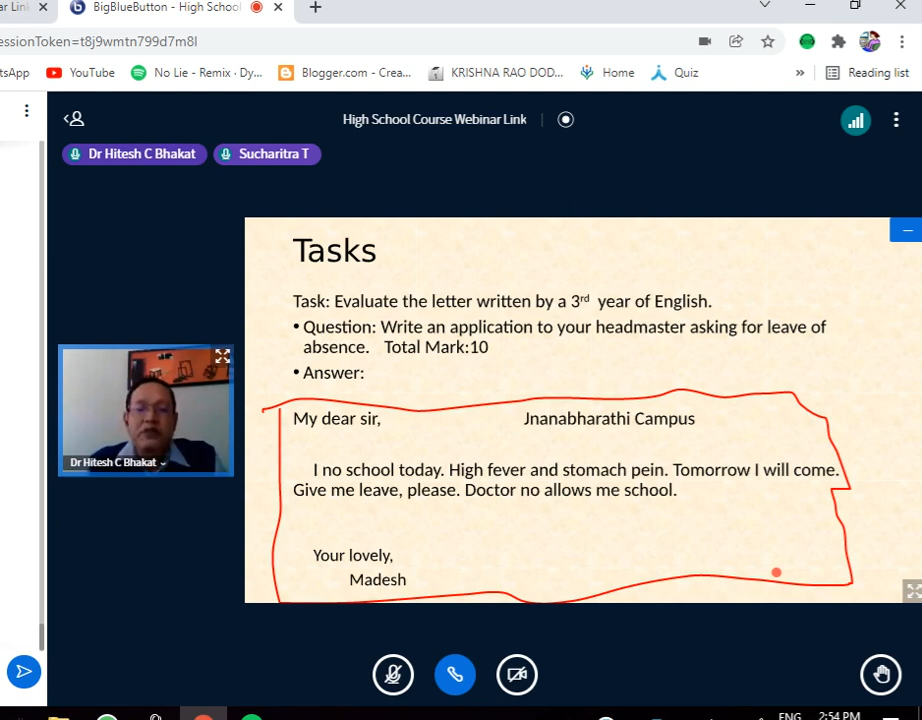 ar Link
BigBlueButton - High School
essionToken=t8j9wmtn799d7m8l
tsApp YouTube No Lie - Remix · Dy... Blogger.com - Crea... KRISHNA RAO DOD... Home Quiz » Reading list
High School Course Webinar Link
Dr Hitesh C Bhakat Sucharitra T
Tasks
Task: Evaluate the letter written by a 3rd year of English.
• Question: Write an application to your headmaster asking for leave of
absence. Total Mark:10
• Answer:
My dear sir, Jnanabharathi Campus
I no school today. High fever and stomach pein. Tomorrow I will come.
Give me leave, please. Doctor no allows me school.
Your lovely,
Madesh
Dr Hitesh C Bhakat
ENG 2:54 PM